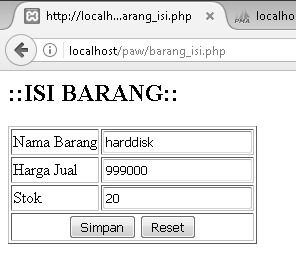 http://localh...arang_isi.php
localho
localhost/paw/barang_isi.php
::ISI BARANG::
Nama Barang harddisk
Harga Jual 999000
Stok 20
Simpan Reset